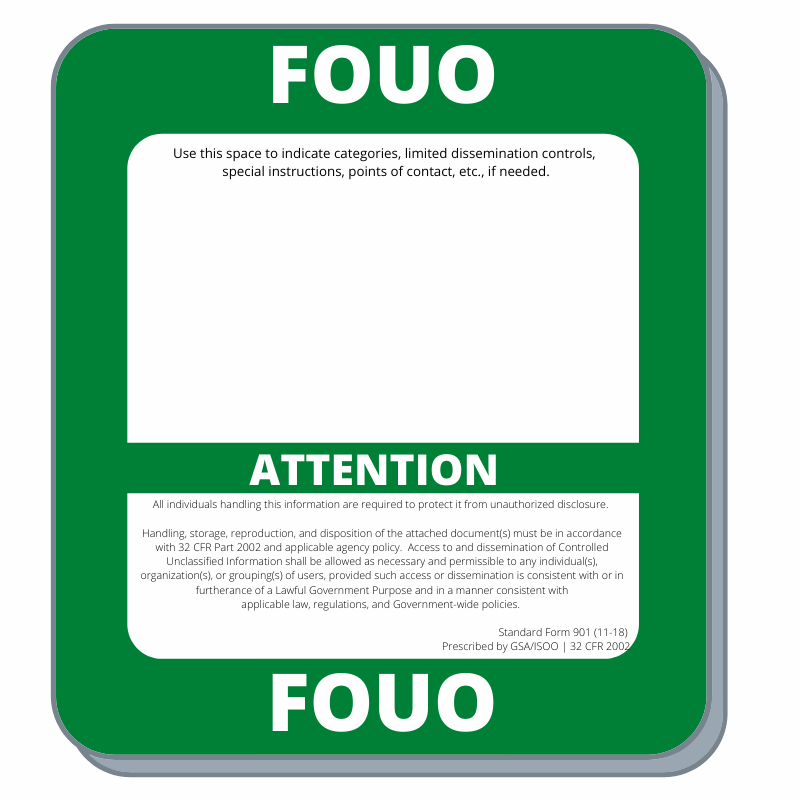 FOUO
Use this space to indicate categories, limited dissemination controls,
special instructions, points of contact, etc., if needed.
ATTENTION
All individuals handling this information are required to protect it from unauthorized disclosure.
Handling, storage, reproduction, and disposition of the attached document(s) must be in accordance
with 32 CFR Part 2002 and applicable agency policy. Access to and dissemination of Controlled
Unclassified Information shall be allowed as necessary and permissible to any individual(s),
organization(s), or grouping(s) of users, provided such access or dissemination is consistent with or in
furtherance of a Lawful Government Purpose and in a manner consistent with
applicable law, regulations, and Government-wide policies.
Standard Form 901 (11-18)
Prescribed by GSA/ISOO | 32 CFR 2002
FOUO